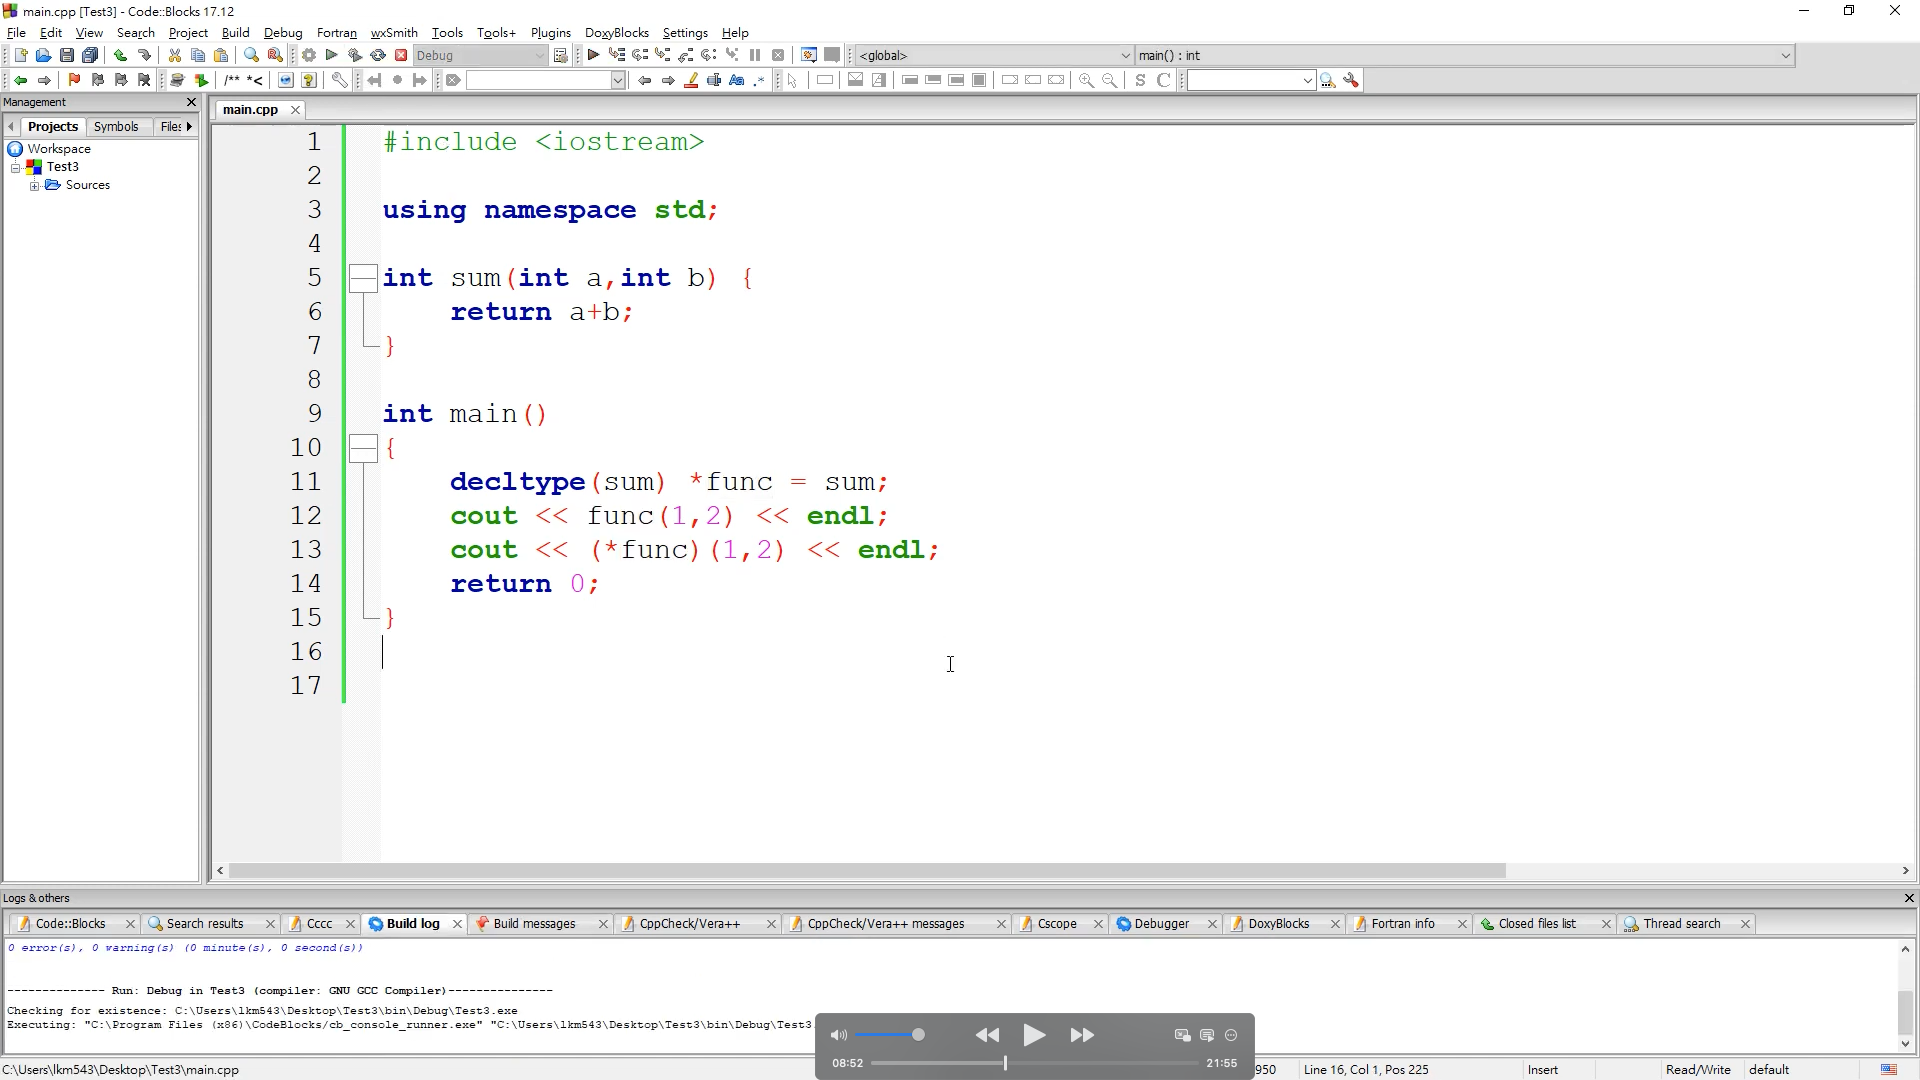 main.cpp [Test3] - Code::Blocks 17.12
File Edit View Search Project Build Debug Fortran wxSmith Tools Tools+ Plugins DoxyBlocks Settings Help
Debug <global> main() : int
/** *< Aa .* S C
Management
main.cpp
Projects Symbols Files
Workspace
Test3
Sources
1 #include <iostream>
2
3 using namespace std;
4
5 int sum(int a,int b) {
6 return a+b;
7 }
8
9 int main()
10 {
11 decltype(sum) *func = sum;
12 cout << func(1,2) << endl;
13 cout << (*func)(1,2) << endl;
14 return 0;
15 }
16
17
Logs & others
Code::Blocks Search results Cccc Build log Build messages CppCheck/Vera++ CppCheck/Vera++ messages Cscope Debugger DoxyBlocks Fortran info Closed files list Thread search
0 error(s), 0 warning(s) (0 minute(s), 0 second(s))
-------------- Run: Debug in Test3 (compiler: GNU GCC Compiler)---------------
Checking for existence: C:\Users\lkm543\Desktop\Test3\bin\Debug\Test3.exe
Executing: "C:\Program Files (x86)\CodeBlocks/cb_console_runner.exe" "C:\Users\lkm543\Desktop\Test3\bin\Debug\Test3.
08:52 21:55
C:\Users\lkm543\Desktop\Test3\main.cpp 950 Line 16, Col 1, Pos 225 Insert Read/Write default